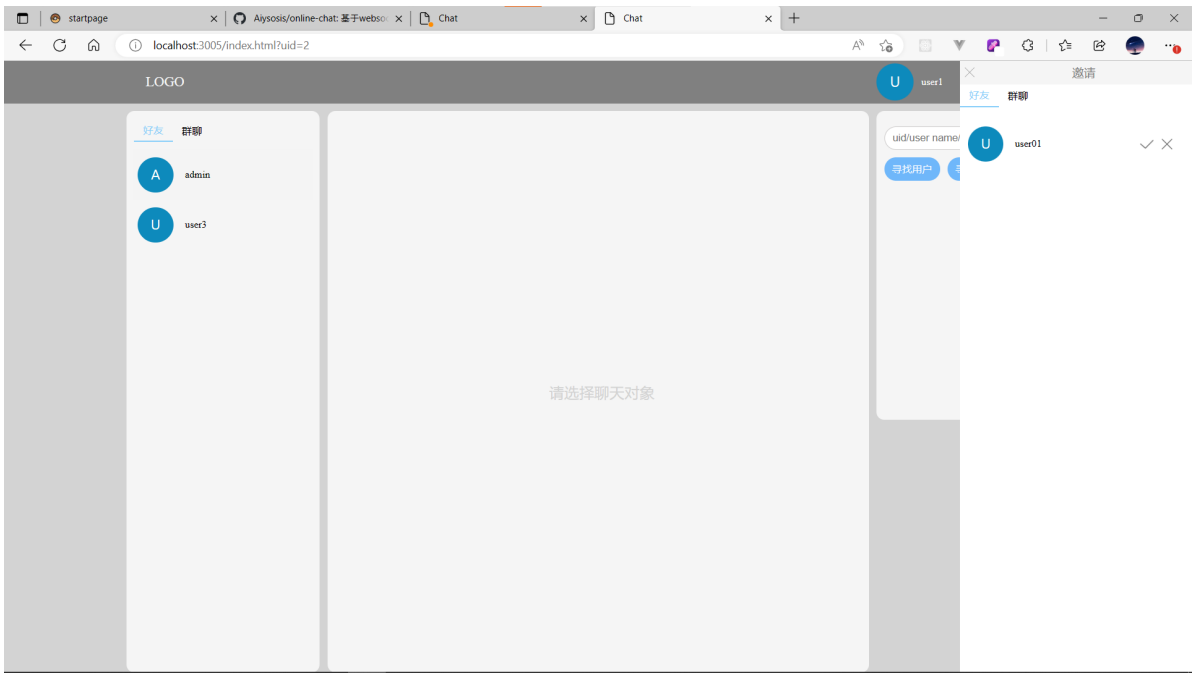 startpage
Aiysosis/online-chat: 基于websoc
Chat
Chat
localhost:3005/index.html?uid=2
LOGO
U
user1
邀请
好友 群聊
U
user01
好友 群聊
A
admin
U
user3
请选择聊天对象
uid/user name/
寻找用户